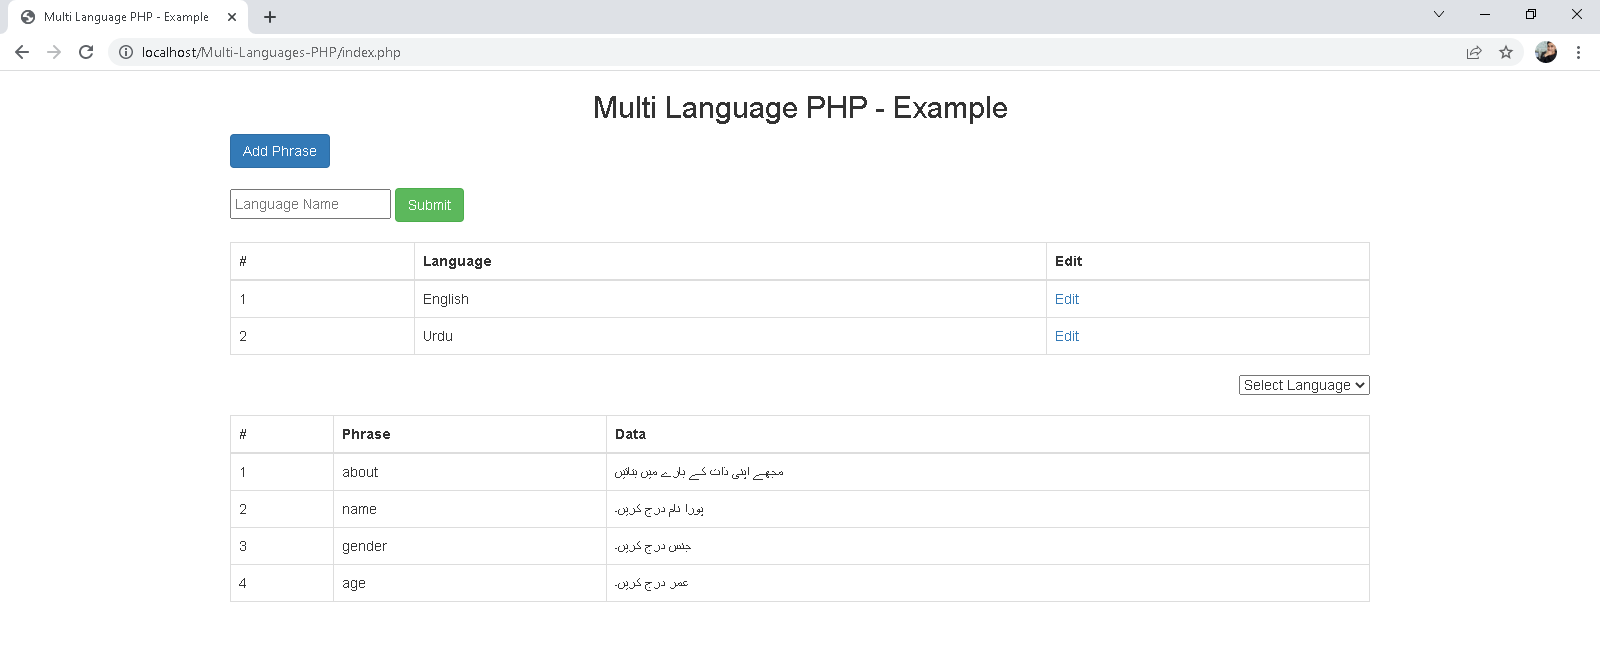 Multi Language PHP - Example
localhost/Multi-Languages-PHP/index.php
Multi Language PHP - Example
Add Phrase
Language Name Submit
# Language Edit
1 English Edit
2 Urdu Edit
Select Language
# Phrase Data
1 about مجھے اپنی ذات کے بارے میں بتائیں
2 name پورا نام درج کریں۔
3 gender جنس درج کریں۔
4 age عمر درج کریں۔